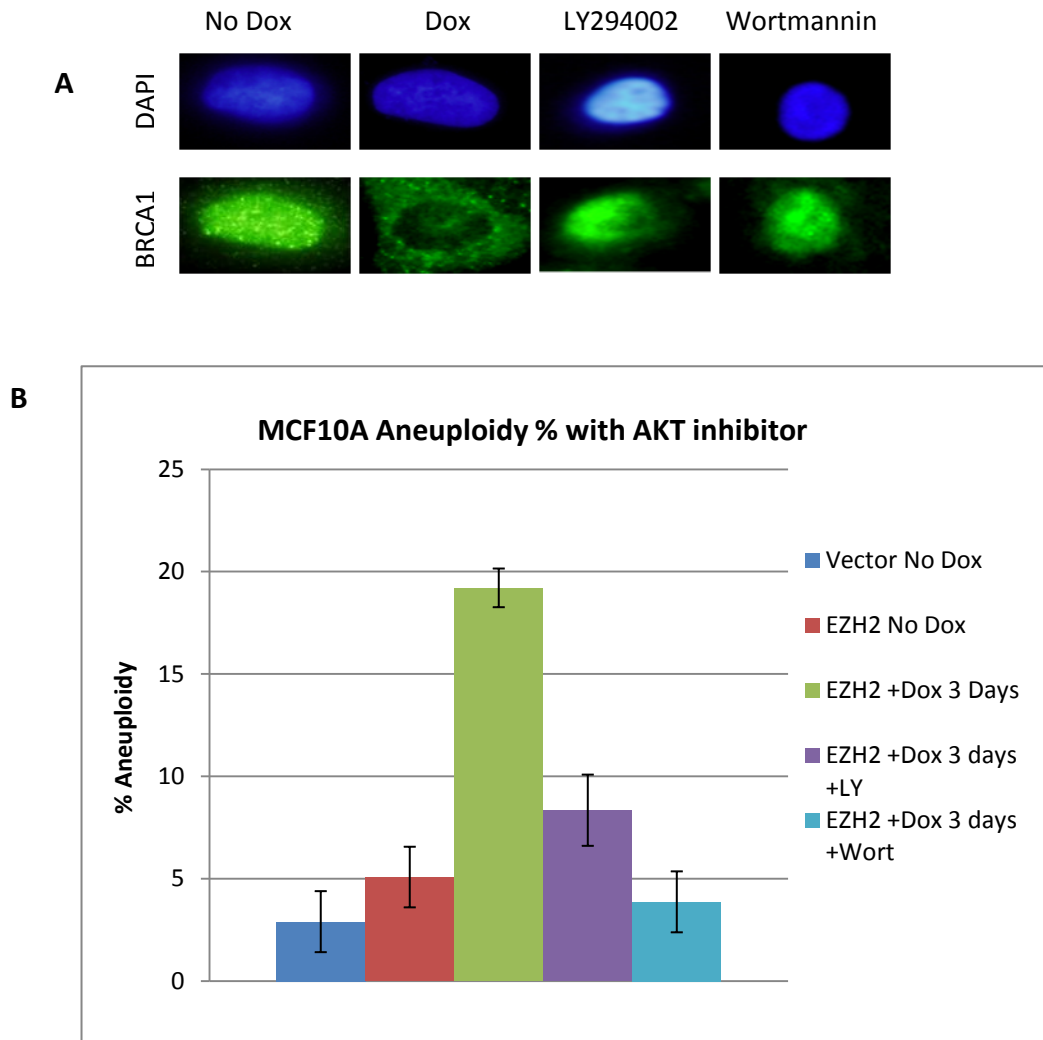 No Dox Dox LY294002 Wortmannin
A
DAPI
BRCA1
B
MCF10A Aneuploidy % with AKT inhibitor
% Aneuploidy
25
20
15
10
5
0
Vector No Dox
EZH2 No Dox
EZH2 +Dox 3 Days
EZH2 +Dox 3 days
+LY
EZH2 +Dox 3 days
+Wort